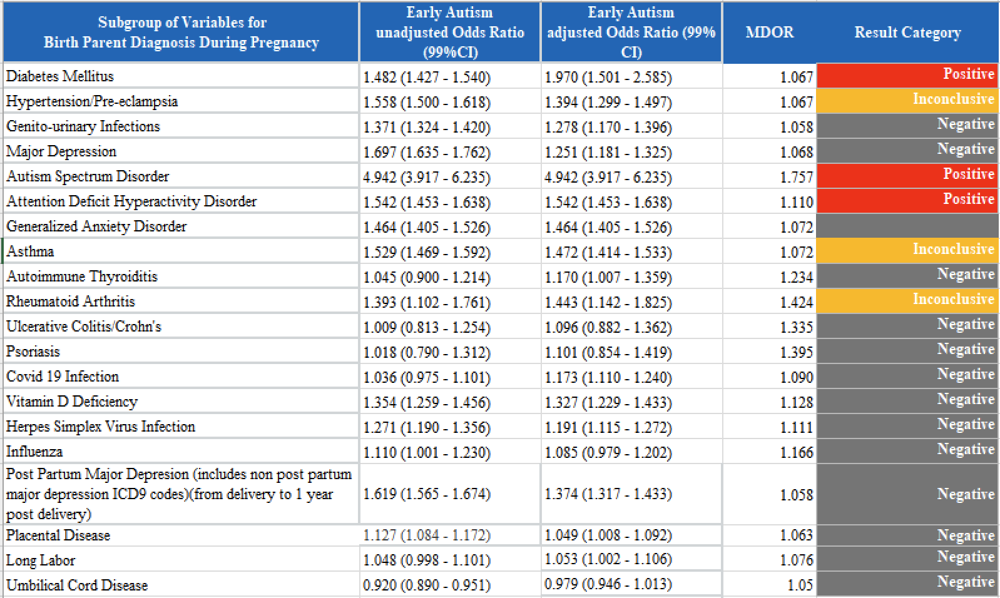 Subgroup of Variables for
Birth Parent Diagnosis During Pregnancy
Early Autism
unadjusted Odds Ratio
(99%CI)
Early Autism
adjusted Odds Ratio (99%
CI)
MDOR
Result Category
Diabetes Mellitus 1.482 (1.427 - 1.540) 1.970 (1.501 - 2.585) 1.067 Positive
Hypertension/Pre-eclampsia 1.558 (1.500 - 1.618) 1.394 (1.299 - 1.497) 1.067 Inconclusive
Genito-urinary Infections 1.371 (1.324 - 1.420) 1.278 (1.170 - 1.396) 1.058 Negative
Major Depression 1.697 (1.635 - 1.762) 1.251 (1.181 - 1.325) 1.068 Negative
Autism Spectrum Disorder 4.942 (3.917 - 6.235) 4.942 (3.917 - 6.235) 1.757 Positive
Attention Deficit Hyperactivity Disorder 1.542 (1.453 - 1.638) 1.542 (1.453 - 1.638) 1.110 Positive
Generalized Anxiety Disorder 1.464 (1.405 - 1.526) 1.464 (1.405 - 1.526) 1.072
Asthma 1.529 (1.469 - 1.592) 1.472 (1.414 - 1.533) 1.072 Inconclusive
Autoimmune Thyroiditis 1.045 (0.900 - 1.214) 1.170 (1.007 - 1.359) 1.234 Negative
Rheumatoid Arthritis 1.393 (1.102 - 1.761) 1.443 (1.142 - 1.825) 1.424 Inconclusive
Ulcerative Colitis/Crohn's 1.009 (0.813 - 1.254) 1.096 (0.882 - 1.362) 1.335 Negative
Psoriasis 1.018 (0.790 - 1.312) 1.101 (0.854 - 1.419) 1.395 Negative
Covid 19 Infection 1.036 (0.975 - 1.101) 1.173 (1.110 - 1.240) 1.090 Negative
Vitamin D Deficiency 1.354 (1.259 - 1.456) 1.327 (1.229 - 1.433) 1.128 Negative
Herpes Simplex Virus Infection 1.271 (1.190 - 1.356) 1.191 (1.115 - 1.272) 1.111 Negative
Influenza 1.110 (1.001 - 1.230) 1.085 (0.979 - 1.202) 1.166 Negative
Post Partum Major Depresion (includes non post partum
major depression ICD9 codes)(from delivery to 1 year
post delivery)
1.619 (1.565 - 1.674) 1.374 (1.317 - 1.433) 1.058 Negative
Placental Disease 1.127 (1.084 - 1.172) 1.049 (1.008 - 1.092) 1.063 Negative
Long Labor 1.048 (0.998 - 1.101) 1.053 (1.002 - 1.106) 1.076 Negative
Umbilical Cord Disease 0.920 (0.890 - 0.951) 0.979 (0.946 - 1.013) 1.05 Negative